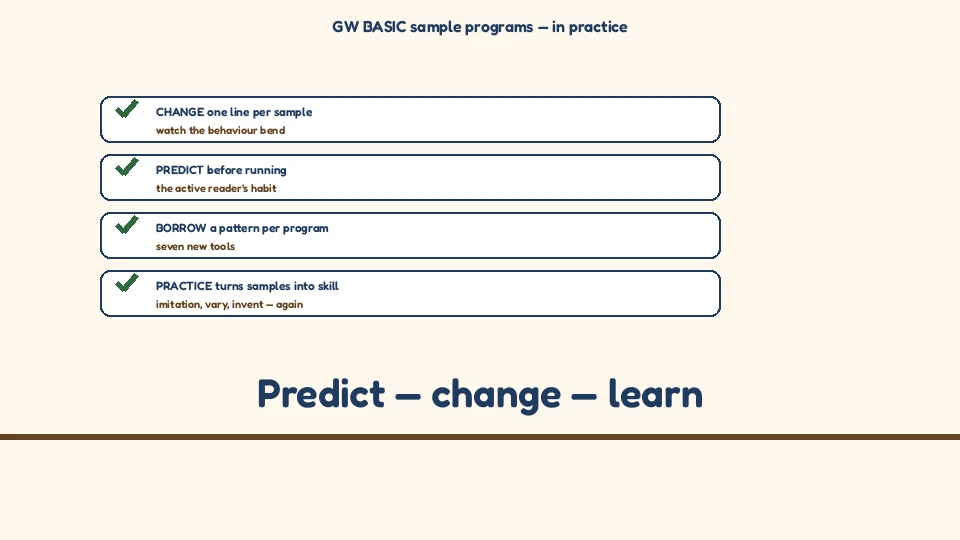 GW BASIC sample programs — in practice
CHANGE one line per sample
watch the behaviour bend
PREDICT before running
the active reader's habit
BORROW a pattern per program
seven new tools
PRACTICE turns samples into skill
imitation, vary, invent — again
Predict — change — learn